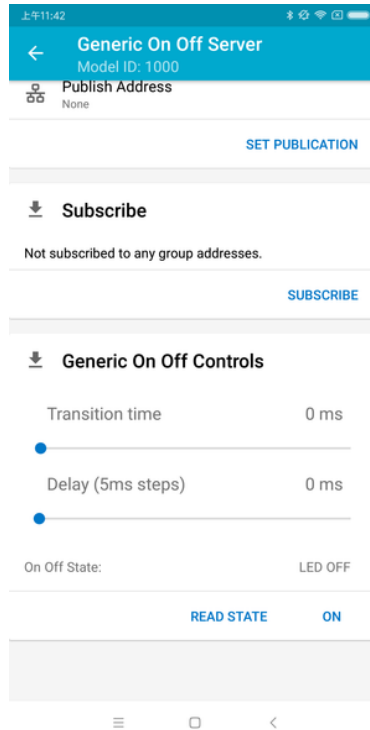 上午11:42
Generic On Off Server
Model ID: 1000
Publish Address
None
SET PUBLICATION
Subscribe
Not subscribed to any group addresses.
SUBSCRIBE
Generic On Off Controls
Transition time 0 ms
Delay (5ms steps) 0 ms
On Off State: LED OFF
READ STATE ON